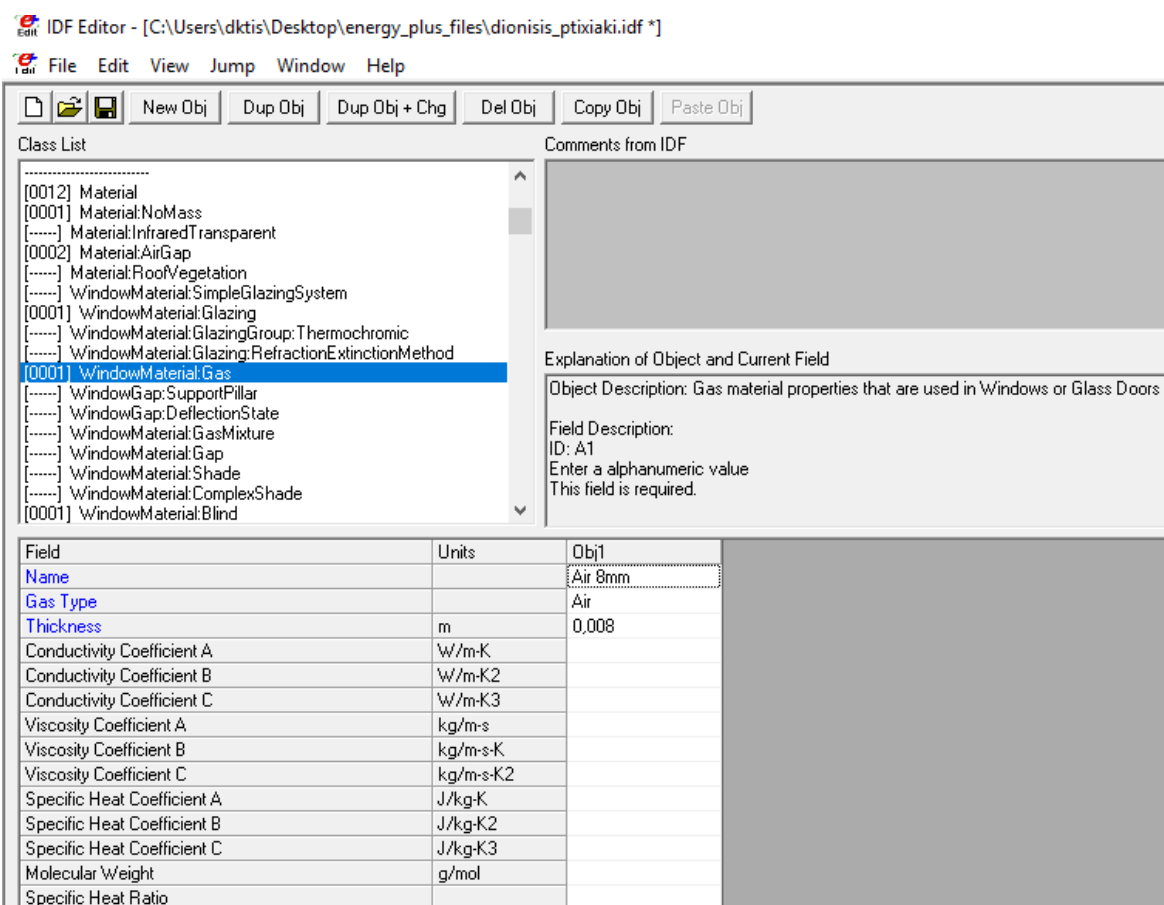 IDF Editor - [C:\Users\dktis\Desktop\energy_plus_files\dionisis_ptixiaki.idf *]
File Edit View Jump Window Help
New Obj Dup Obj Dup Obj + Chg Del Obj Copy Obj Paste Obj
Class List
Comments from IDF
---------------------------
[0012] Material
[0001] Material:NoMass
[------] Material:InfraredTransparent
[0002] Material:AirGap
[------] Material:RoofVegetation
[------] WindowMaterial:SimpleGlazingSystem
[0001] WindowMaterial:Glazing
[------] WindowMaterial:GlazingGroup:Thermochromic
[------] WindowMaterial:Glazing:RefractionExtinctionMethod
[0001] WindowMaterial:Gas
[------] WindowGap:SupportPillar
[------] WindowGap:DeflectionState
[------] WindowMaterial:GasMixture
[------] WindowMaterial:Gap
[------] WindowMaterial:Shade
[------] WindowMaterial:ComplexShade
[0001] WindowMaterial:Blind
Explanation of Object and Current Field
Object Description: Gas material properties that are used in Windows or Glass Doors
Field Description:
ID: A1
Enter a alphanumeric value
This field is required.
Field Units Obj1
Name Air 8mm
Gas Type Air
Thickness m 0,008
Conductivity Coefficient A W/m-K
Conductivity Coefficient B W/m-K2
Conductivity Coefficient C W/m-K3
Viscosity Coefficient A kg/m-s
Viscosity Coefficient B kg/m-s-K
Viscosity Coefficient C kg/m-s-K2
Specific Heat Coefficient A J/kg-K
Specific Heat Coefficient B J/kg-K2
Specific Heat Coefficient C J/kg-K3
Molecular Weight g/mol
Specific Heat Ratio